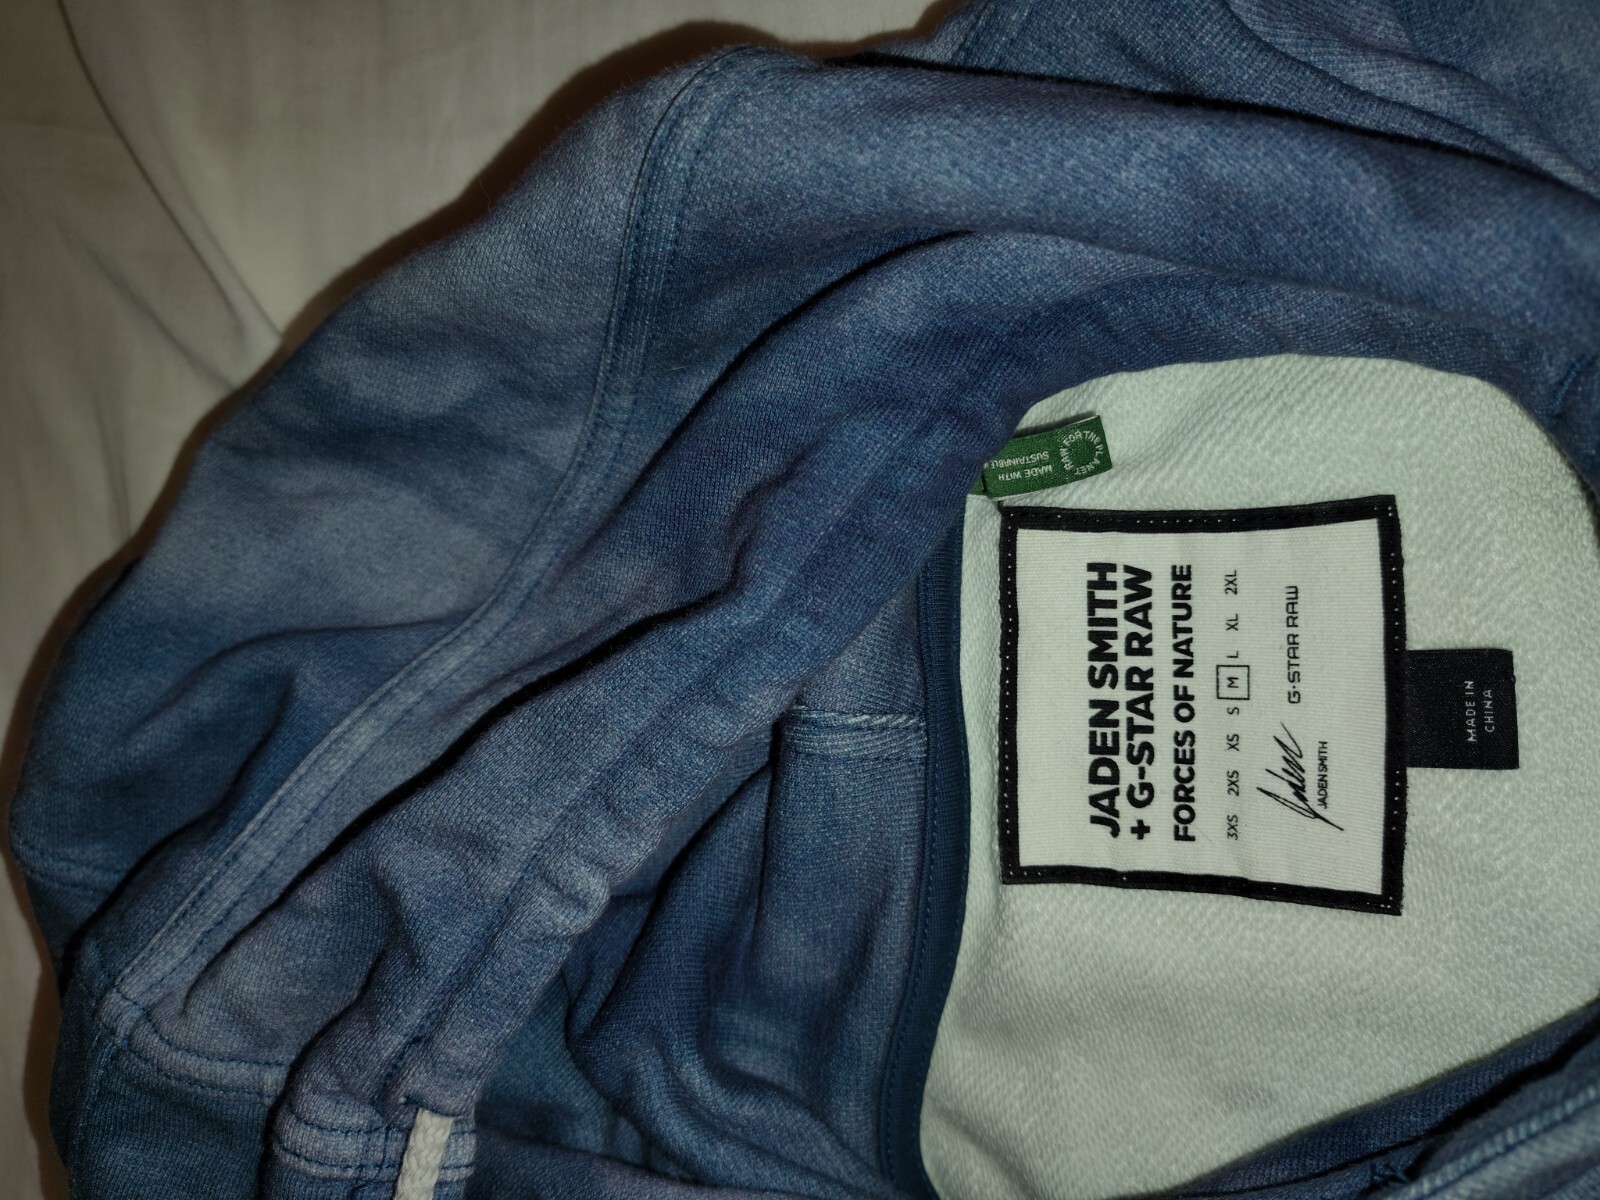 JADEN SMITH
+ G-STAR RAW
FORCES OF NATURE
3XS 2XS XS S M L XL 2XL
Jaden G-STAR RAW
JADEN SMITH
MADE IN
CHINA
RAW FOR THE PLANET
MADE WITH
SUSTAINABLE